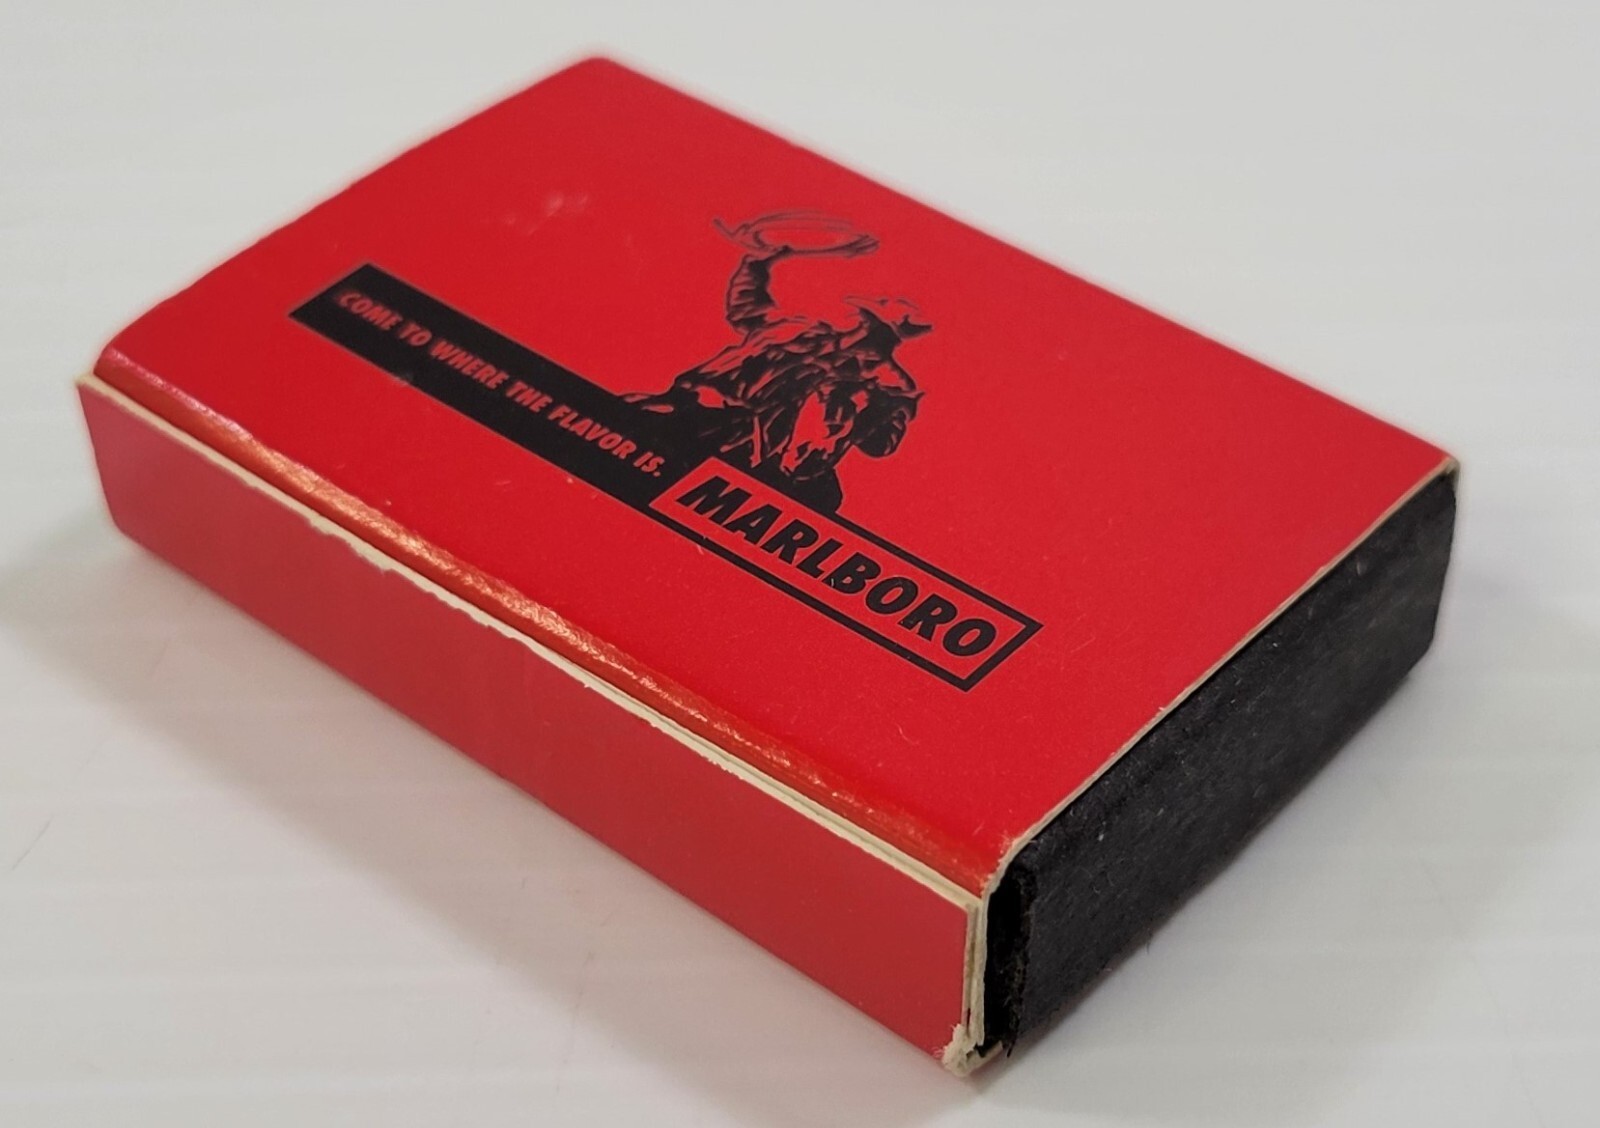 COME TO WHERE THE FLAVOR IS.
MARLBORO